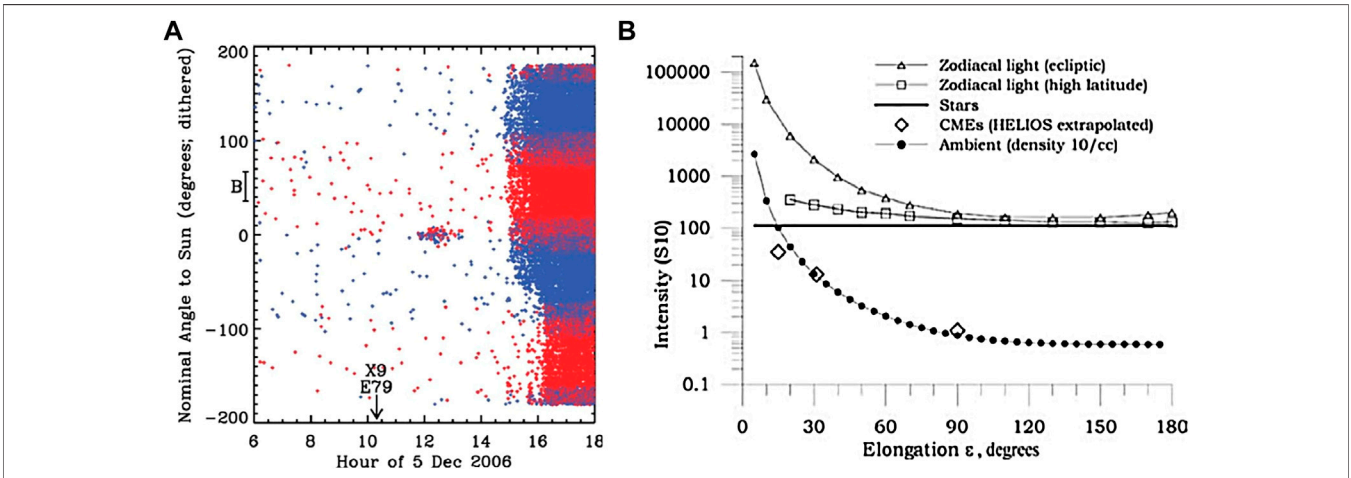 A
Nominal Angle to Sun (degrees; dithered)
200
100
B
0
-100
-200
X9
E79
6 8 10 12 14 16 18
Hour of 5 Dec 2006
B
Intensity (S10)
100000
10000
1000
100
10
1
0.1
Zodiacal light (ecliptic)
Zodiacal light (high latitude)
Stars
CMEs (HELIOS extrapolated)
Ambient (density 10/cc)
0 30 60 90 120 150 180
Elongation ε, degrees